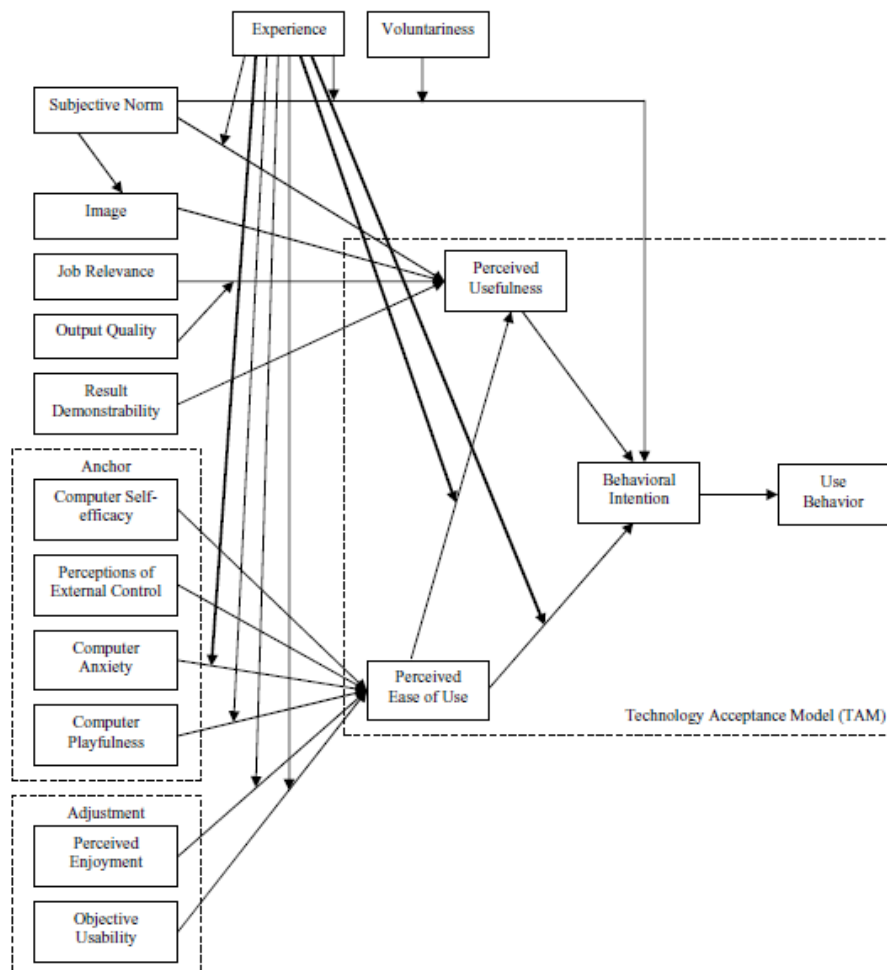 Experience
Voluntariness
Subjective Norm
Image
Job Relevance
Output Quality
Result
Demonstrability
Perceived
Usefulness
Anchor
Computer Self-
efficacy
Perceptions of
External Control
Computer
Anxiety
Computer
Playfulness
Behavioral
Intention
Use
Behavior
Perceived
Ease of Use
Technology Acceptance Model (TAM)
Adjustment
Perceived
Enjoyment
Objective
Usability